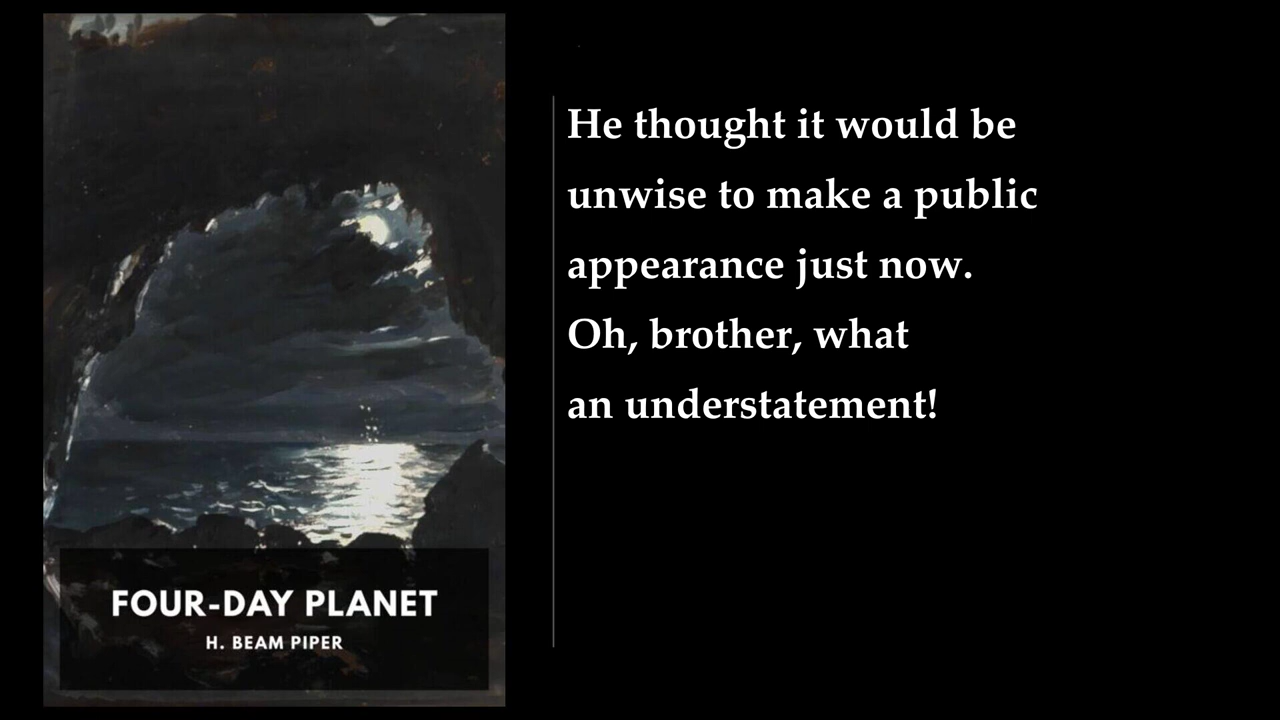 FOUR-DAY PLANET
H. BEAM PIPER
He thought it would be
unwise to make a public
appearance just now.
Oh, brother, what
an understatement!